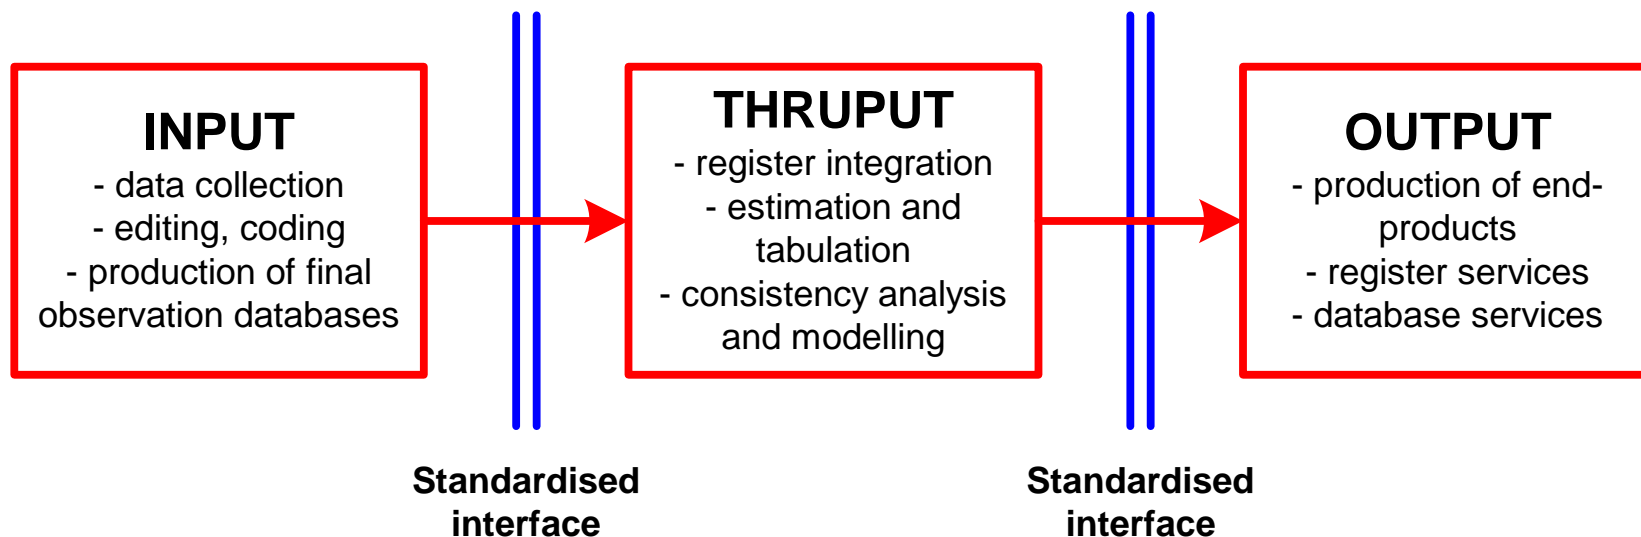 INPUT
- data collection
- editing, coding
- production of final
observation databases
THRUPUT
- register integration
- estimation and
tabulation
- consistency analysis
and modelling
OUTPUT
- production of end-
products
- register services
- database services
Standardised
interface
Standardised
interface